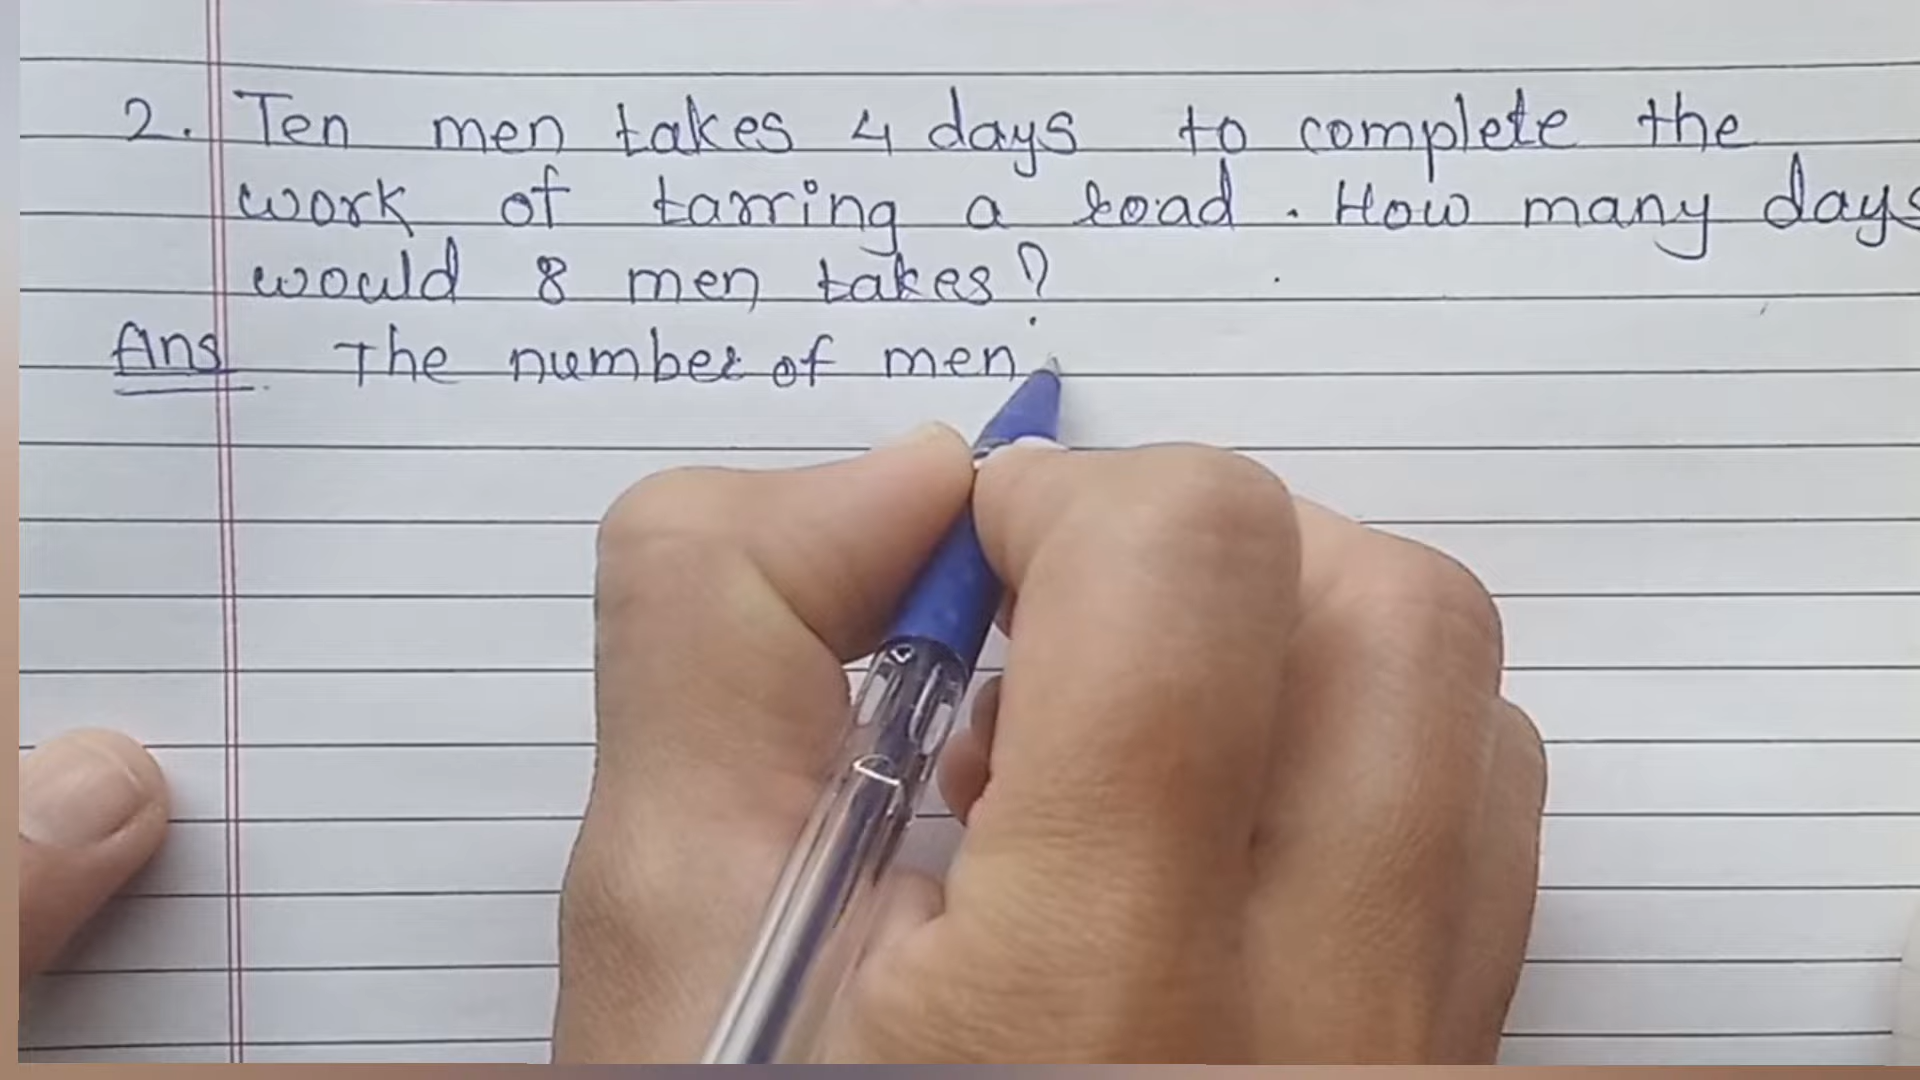 2. Ten men takes 4 days to complete the
work of tarring a road. How many days
would 8 men takes?
Ans The number of men